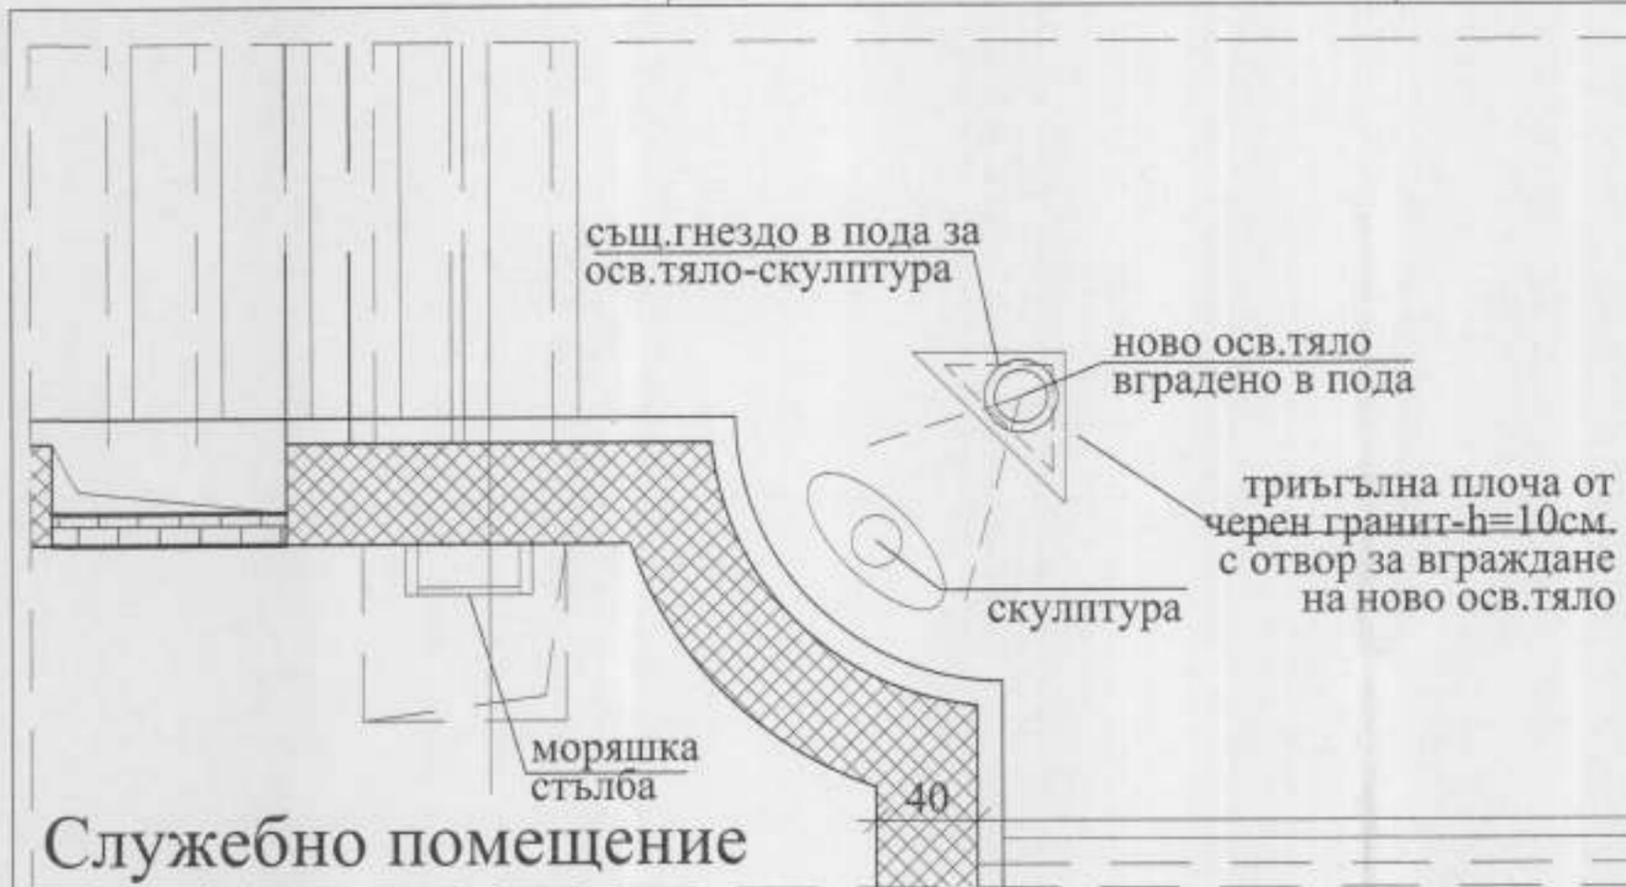 същ.гнездо в пода за
осв.тяло-скулптура
ново осв.тяло
вградено в пода
триъгълна плоча от
черен гранит-h=10см.
с отвор за вграждане
на ново осв.тяло
скулптура
моряшка
стълба
40
Служебно помещение